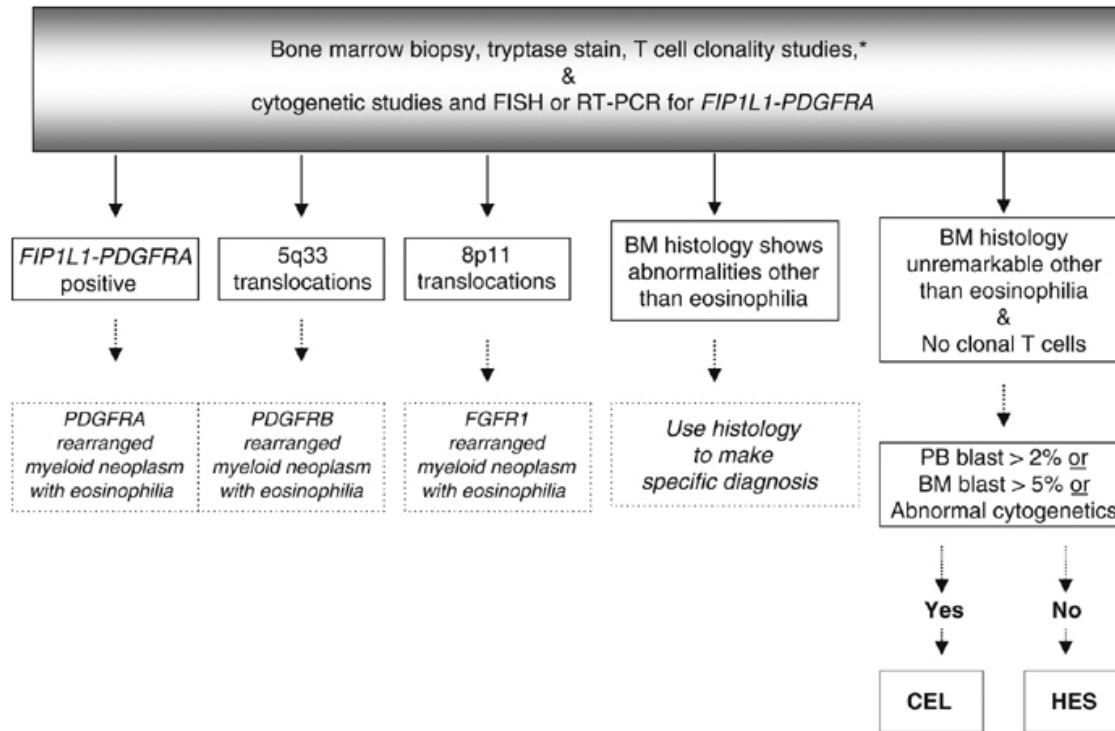 Bone marrow biopsy, tryptase stain, T cell clonality studies,*
&
cytogenetic studies and FISH or RT-PCR for FIP1L1-PDGFRA
FIP1L1-PDGFRA
positive
5q33
translocations
8p11
translocations
BM histology shows
abnormalities other
than eosinophilia
BM histology
unremarkable other
than eosinophilia
&
No clonal T cells
PDGFRA
rearranged
myeloid neoplasm
with eosinophilia
PDGFRB
rearranged
myeloid neoplasm
with eosinophilia
FGFR1
rearranged
myeloid neoplasm
with eosinophilia
Use histology
to make
specific diagnosis
PB blast > 2% or
BM blast > 5% or
Abnormal cytogenetics
Yes
No
CEL
HES